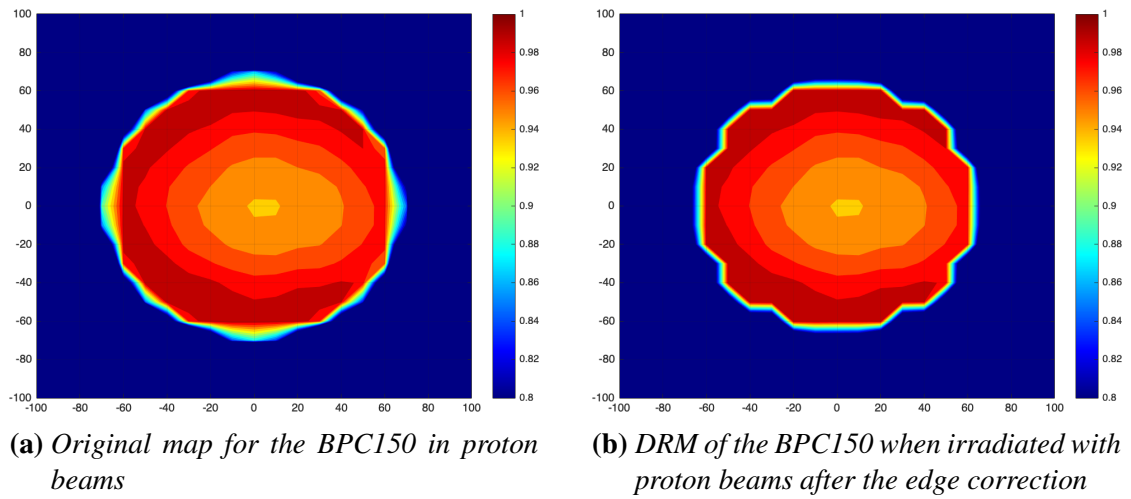 100 1 100 1
80 0.98 80 0.98
60 0.96 60 0.96
40 0.94 40 0.94
20 0.92 20 0.92
0 0.9 0 0.9
-20 0.88 -20 0.88
-40 0.86 -40 0.86
-60 0.84 -60 0.84
-80 0.82 -80 0.82
-100 0.8 -100 0.8
-100 -80 -60 -40 -20 0 20 40 60 80 100 -100 -80 -60 -40 -20 0 20 40 60 80 100
(a) Original map for the BPC150 in proton
beams
(b) DRM of the BPC150 when irradiated with
proton beams after the edge correction